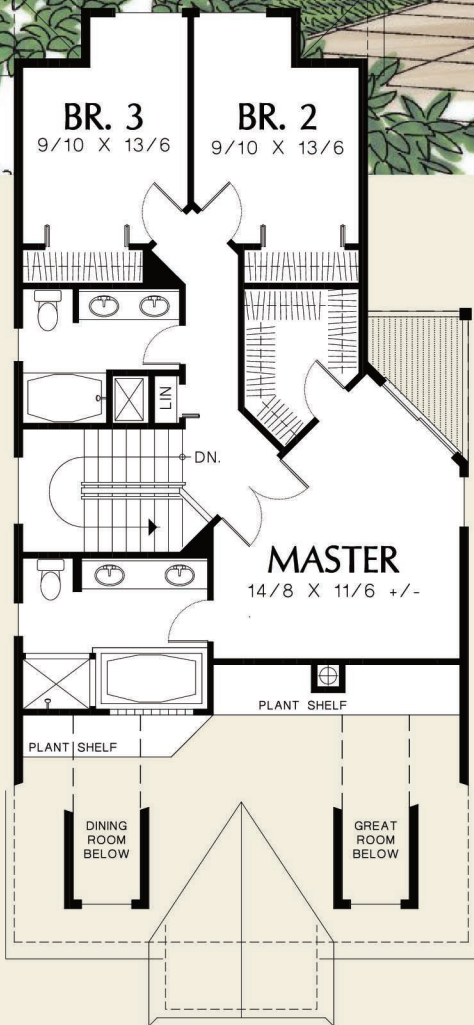 BR. 3
9/10 X 13/6
BR. 2
9/10 X 13/6
LIN
DN.
MASTER
14/8 X 11/6 +/-
PLANT SHELF
PLANT SHELF
DINING
ROOM
BELOW
GREAT
ROOM
BELOW